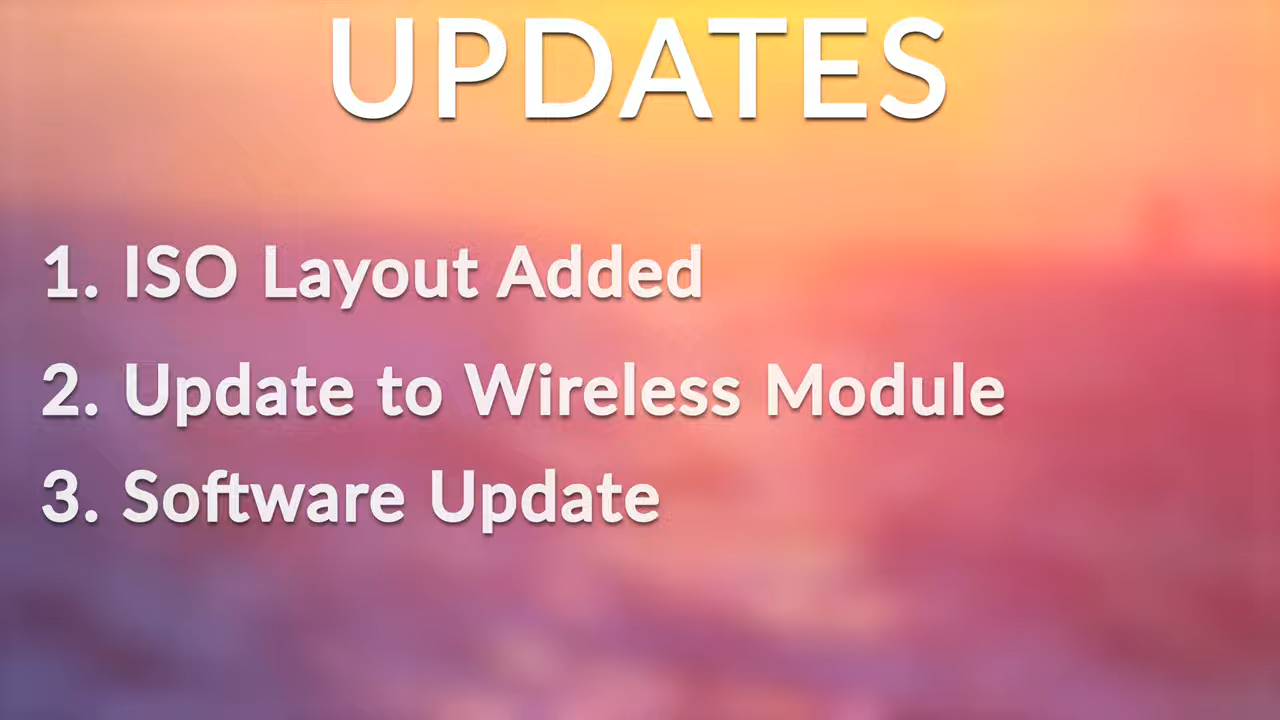 UPDATES
1. ISO Layout Added
2. Update to Wireless Module
3. Software Update